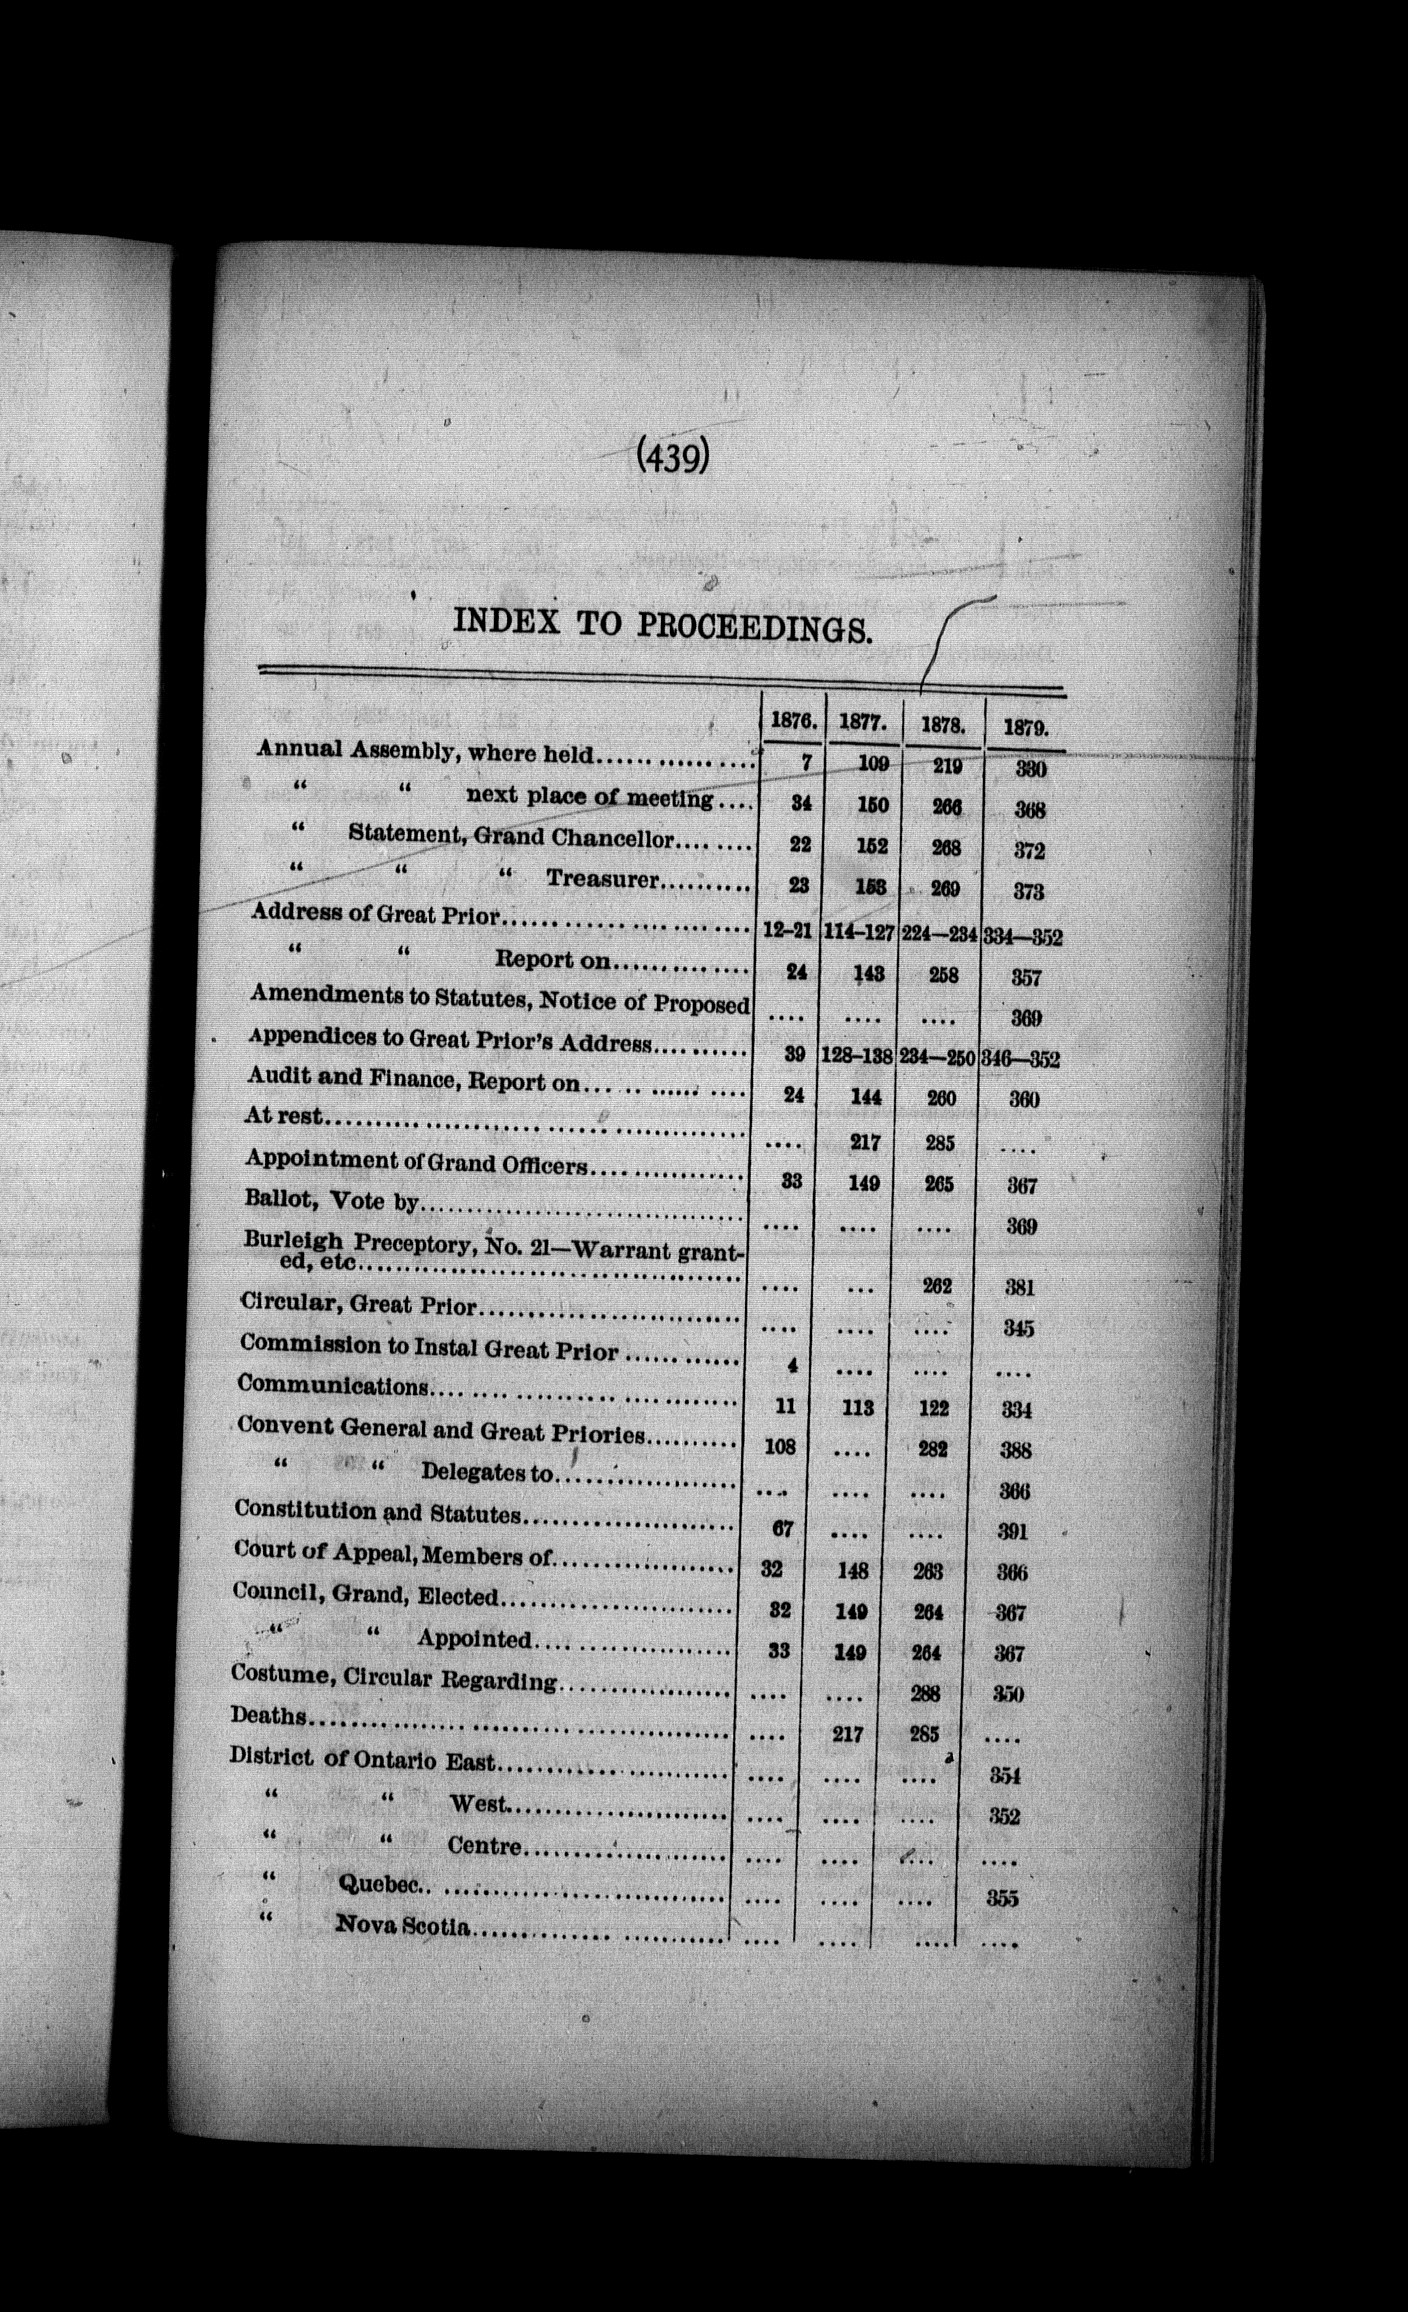 (439)
INDEX TO PROCEEDINGS.
1876. 1877. 1878. 1879.
Annual Assembly, where held.................... 7 109 219 330
“ “ next place of meeting.... 34 150 266 368
“ Statement, Grand Chancellor........ 22 152 268 372
“ “ “ Treasurer.......... 23 153 269 373
Address of Great Prior.............................. 12–21 114–127 224—234 334—352
“ “ Report on............... 24 143 258 357
Amendments to Statutes, Notice of Proposed .... .... .... 369
Appendices to Great Prior's Address.......... 39 128–138 234—250 346—352
Audit and Finance, Report on................. 24 144 260 360
At rest............................................. .... 217 285 ....
Appointment of Grand Officers................ 33 149 265 367
Ballot, Vote by................................... .... .... .... 369
Burleigh Preceptory, No. 21—Warrant grant-
ed, etc......................................... .... ... 262 381
Circular, Great Prior............................ .... .... .... 345
Commission to Instal Great Prior ............ 4 .... .... ....
Communications................................. 11 113 122 334
Convent General and Great Priories.......... 108 .... 282 388
“ “ Delegates to.................... .... .... .... 366
Constitution and Statutes....................... 67 .... .... 391
Court of Appeal, Members of.................... 32 148 263 366
Council, Grand, Elected......................... 32 149 264 367
“ “ Appointed..................... 33 149 264 367
Costume, Circular Regarding.................. .... .... 288 350
Deaths............................................. .... 217 285 ....
District of Ontario East......................... .... .... .... 354
“ “ West........................ .... .... .... 352
“ “ Centre...................... .... .... .... ....
“ Quebec................................. .... .... .... 355
“ Nova Scotia........................... .... .... .... ....